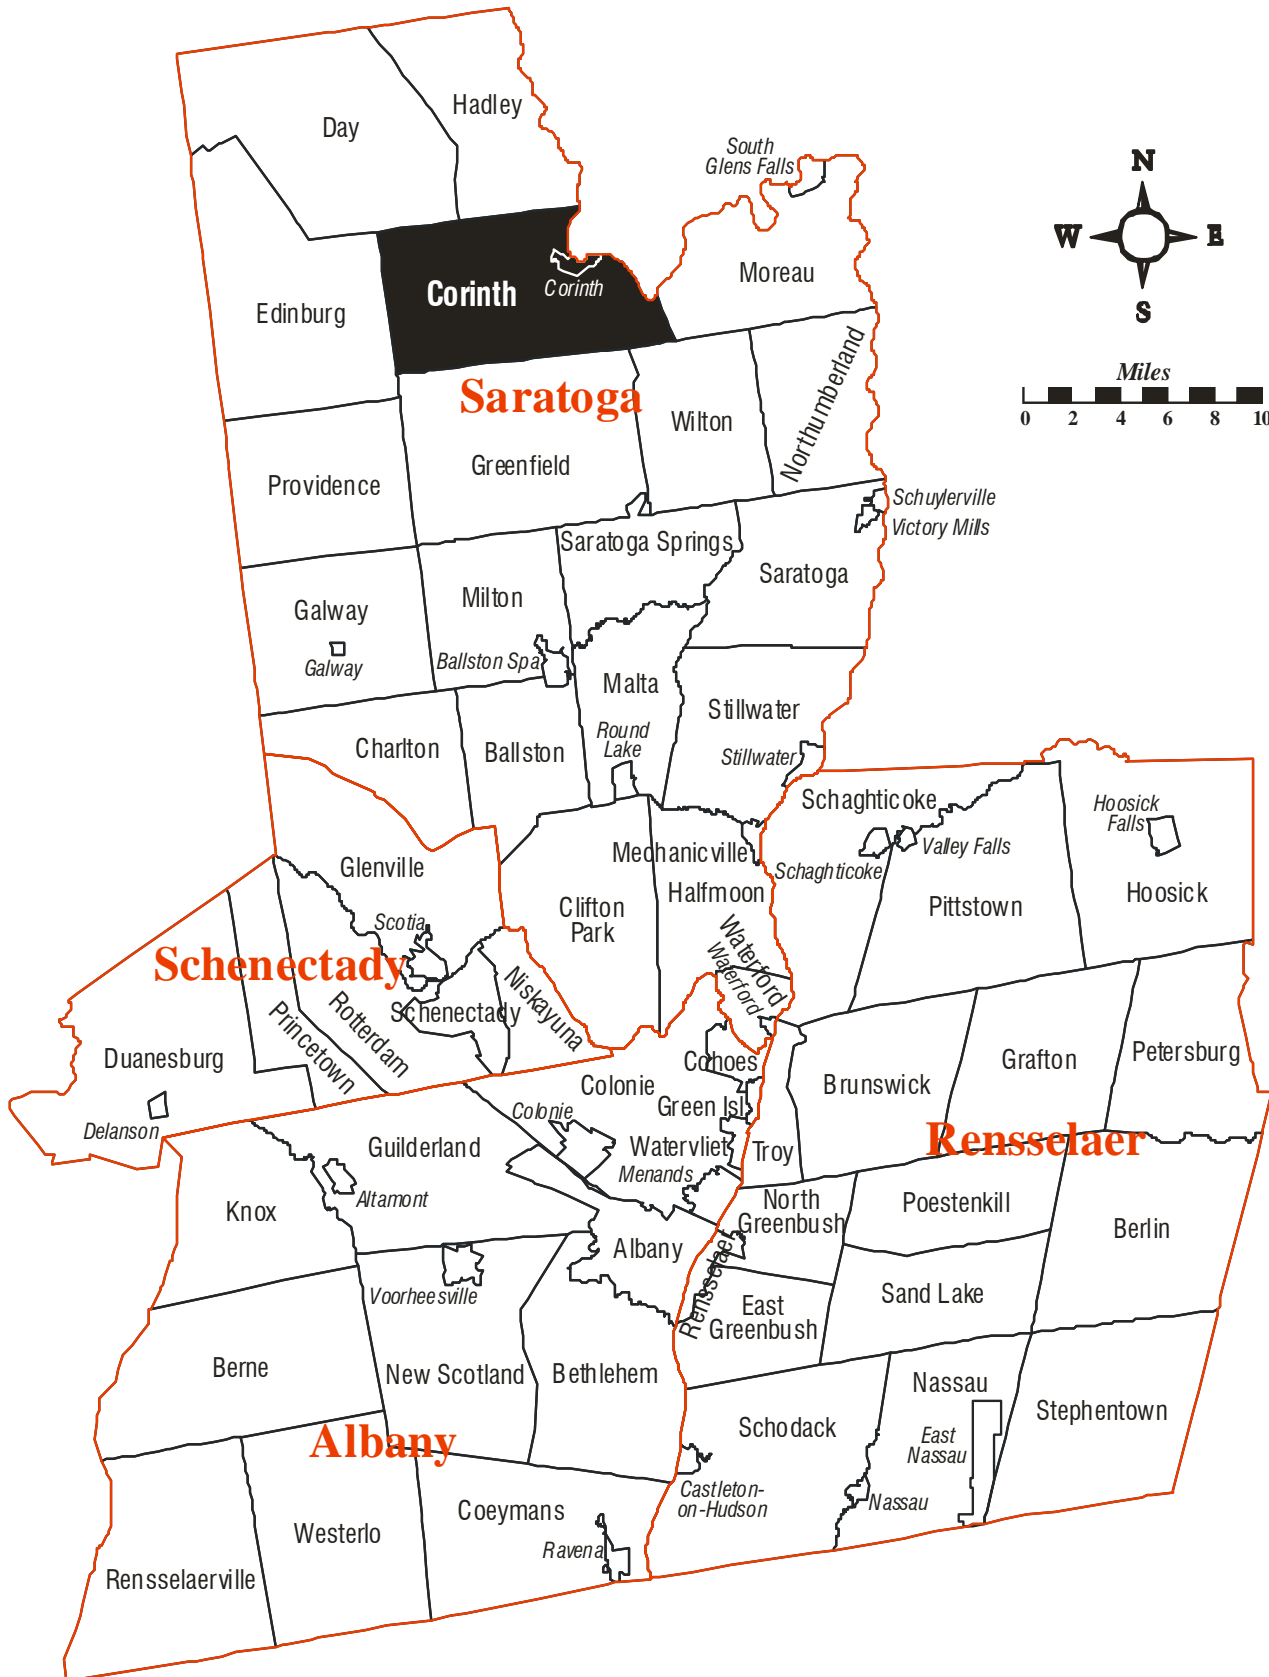 Hadley
Day
South
Glens Falls
N
W
E
S
Moreau
Corinth
Corinth
Edinburg
Miles
0 2 4 6 8 10
Northumberland
Saratoga
Wilton
Greenfield
Providence
Schuylerville
Victory Mills
Saratoga Springs
Saratoga
Milton
Galway
Galway
Ballston Spa
Malta
Stillwater
Round
Lake
Charlton
Ballston
Stillwater
Schaghticoke
Hoosick
Falls
Mechanicville
Valley Falls
Schaghticoke
Glenville
Halfmoon
Hoosick
Pittstown
Clifton
Park
Scotia
Waterford
Waterford
Schenectady
Niskayuna
Schenectady
Rotterdam
Princetown
Duanesburg
Cohoes
Colonie
Brunswick
Grafton
Petersburg
Green Isl
Colonie
Delanson
Rensselaer
Guilderland
Watervliet
Troy
Menands
Altamont
Knox
North
Greenbush
Poestenkill
Berlin
Albany
Rensselaer
Voorheesville
Sand Lake
East
Greenbush
Berne
New Scotland
Bethlehem
Nassau
Stephentown
Schodack
East
Nassau
Albany
Castleton-
on-Hudson
Nassau
Coeymans
Westerlo
Ravena
Rensselaerville